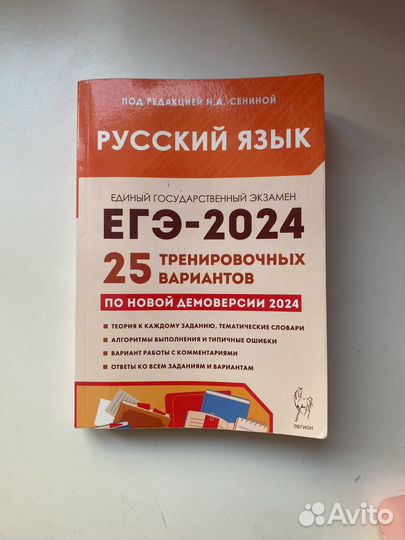 ПОД РЕДАКЦИЕЙ Н.А. СЕНИНОЙ
РУССКИЙ ЯЗЫК
ЕДИНЫЙ ГОСУДАРСТВЕННЫЙ ЭКЗАМЕН
ЕГЭ-2024
25 ТРЕНИРОВОЧНЫХ
ВАРИАНТОВ
ПО НОВОЙ ДЕМОВЕРСИИ 2024
ТЕОРИЯ К КАЖДОМУ ЗАДАНИЮ, ТЕМАТИЧЕСКИЕ СЛОВАРИ
АЛГОРИТМЫ ВЫПОЛНЕНИЯ И ТИПИЧНЫЕ ОШИБКИ
ВАРИАНТ РАБОТЫ С КОММЕНТАРИЯМИ
ОТВЕТЫ КО ВСЕМ ЗАДАНИЯМ И ВАРИАНТАМ
ЛЕГИОН
Avito